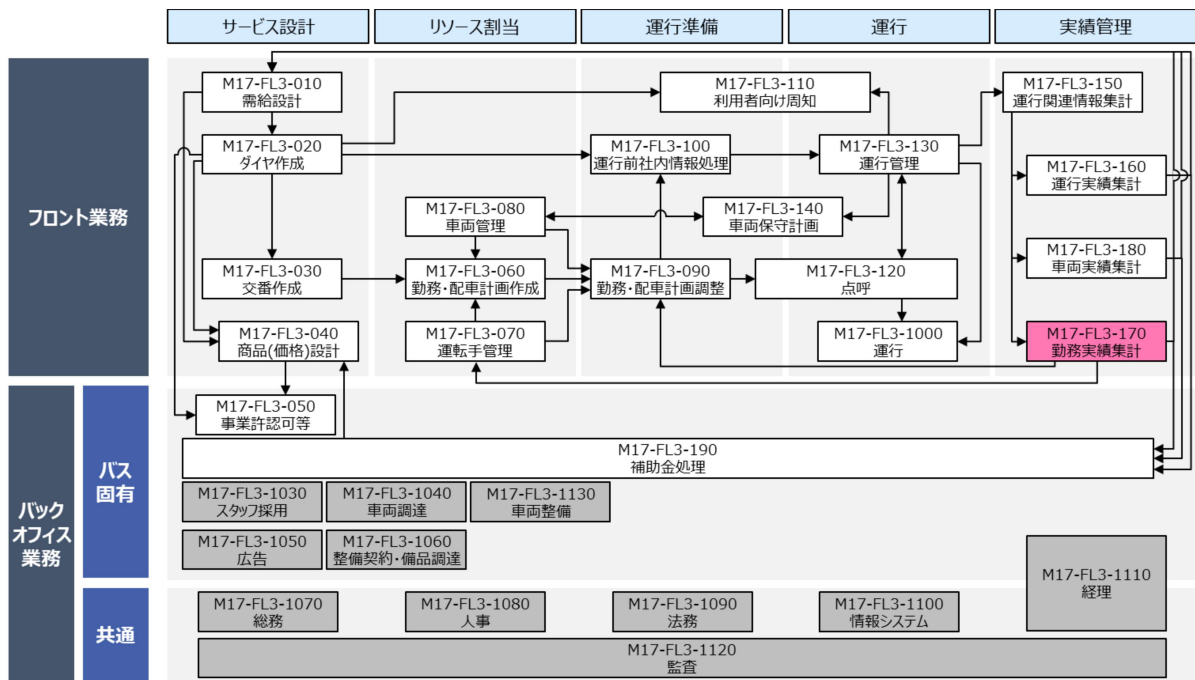 サービス設計
リソース割当
運行準備
運行
実績管理
フロント業務
M17-FL3-010
需給設計
M17-FL3-110
利用者向け周知
M17-FL3-150
運行関連情報集計
M17-FL3-020
ダイヤ作成
M17-FL3-100
運行前社内情報処理
M17-FL3-130
運行管理
M17-FL3-160
運行実績集計
M17-FL3-080
車両管理
M17-FL3-140
車両保守計画
M17-FL3-180
車両実績集計
M17-FL3-030
交番作成
M17-FL3-060
勤務・配車計画作成
M17-FL3-090
勤務・配車計画調整
M17-FL3-120
点呼
M17-FL3-040
商品(価格)設計
M17-FL3-070
運転手管理
M17-FL3-1000
運行
M17-FL3-170
勤務実績集計
バック
オフィス
業務
バス
固有
M17-FL3-050
事業許認可等
M17-FL3-190
補助金処理
M17-FL3-1030
スタッフ採用
M17-FL3-1040
車両調達
M17-FL3-1130
車両整備
M17-FL3-1050
広告
M17-FL3-1060
整備契約・備品調達
M17-FL3-1110
経理
共通
M17-FL3-1070
総務
M17-FL3-1080
人事
M17-FL3-1090
法務
M17-FL3-1100
情報システム
M17-FL3-1120
監査